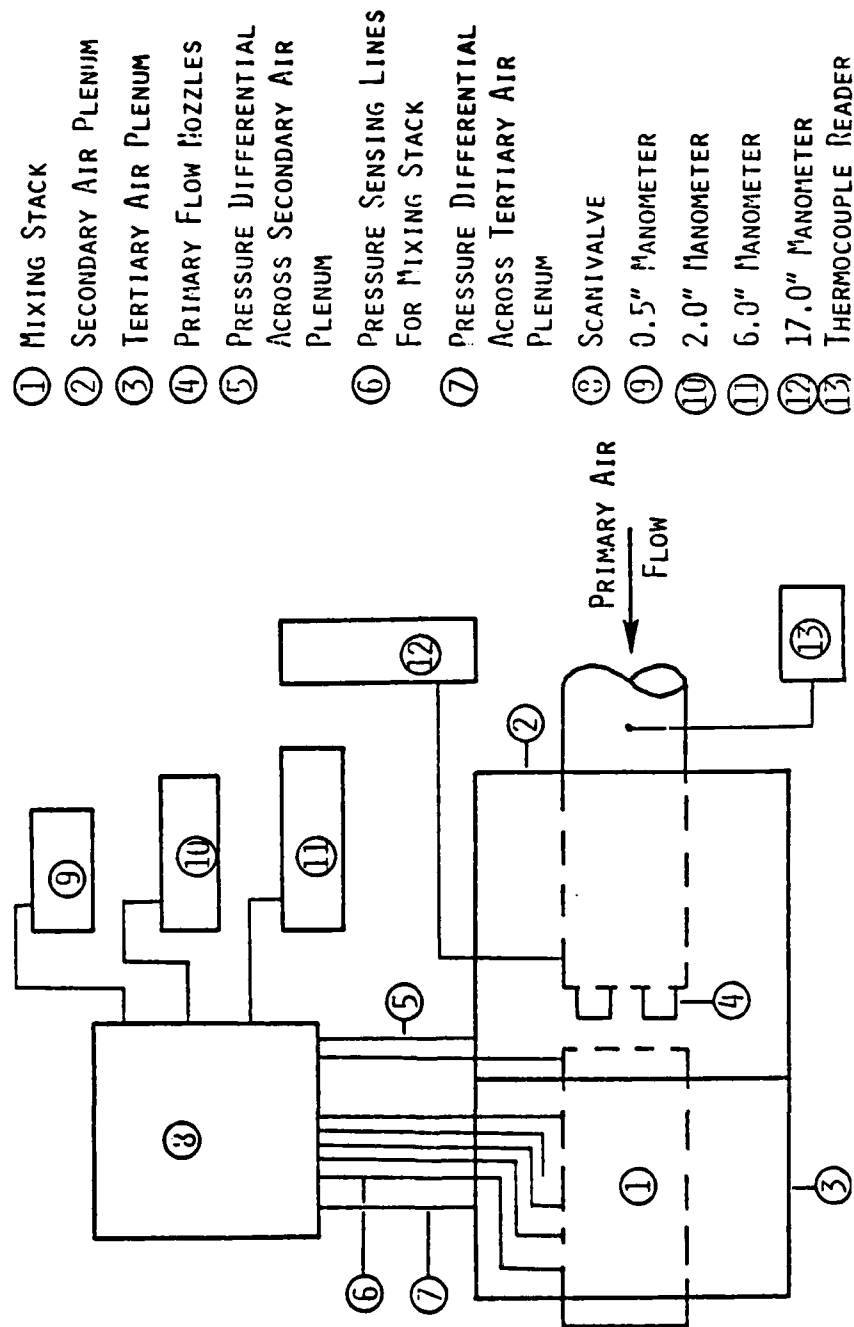 ① MIXING STACK
② SECONDARY AIR PLENUM
③ TERTIARY AIR PLENUM
④ PRIMARY FLOW NOZZLES
⑤ PRESSURE DIFFERENTIAL
ACROSS SECONDARY AIR
PLENUM
⑥ PRESSURE SENSING LINES
FOR MIXING STACK
⑦ PRESSURE DIFFERENTIAL
ACROSS TERTIARY AIR
PLENUM
⑧ SCANIVALVE
⑨ 0.5" MANOMETER
⑩ 2.0" MANOMETER
⑪ 6.0" MANOMETER
⑫ 17.0" MANOMETER
⑬ THERMOCOUPLE READER
⑨
⑩
⑪
⑫
⑧
⑤
⑥
⑦
②
PRIMARY AIR
FLOW
⑬
④
①
③